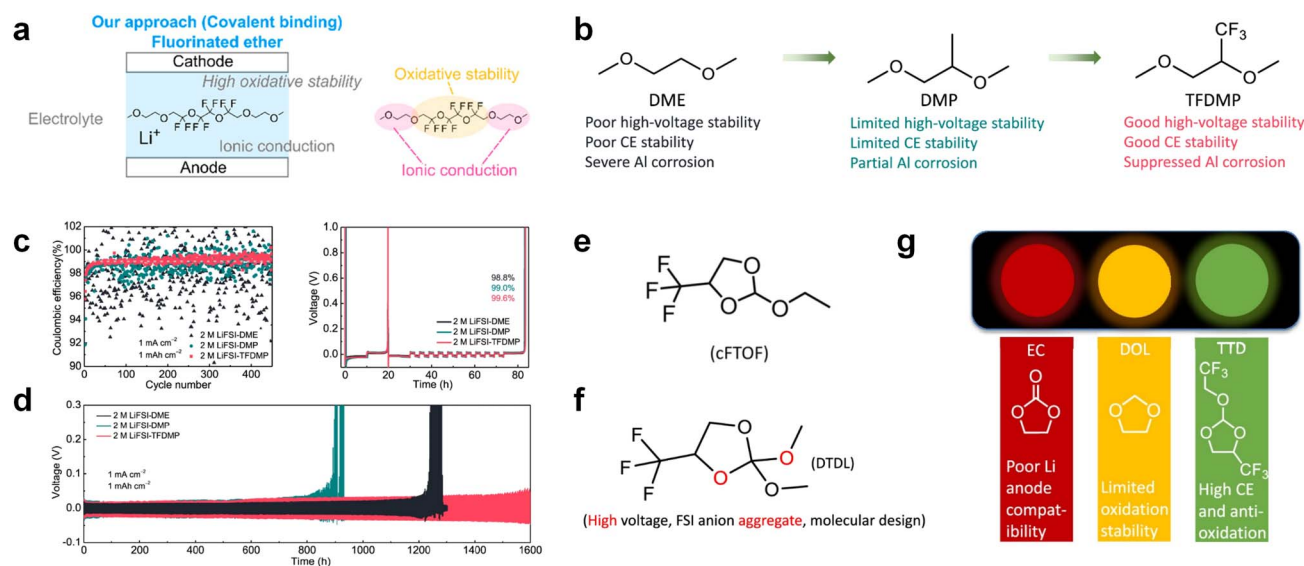 a
Our approach (Covalent binding)
Fluorinated ether
Cathode
High oxidative stability
Electrolyte
O
O
F F
F F F F
O
O
O
O
F F F F
F F
Li+
Ionic conduction
Anode
Oxidative stability
O
O
F F
F F F F
O
O
O
O
F F F F
F F
Ionic conduction
b
O
O
DME
Poor high-voltage stability
Poor CE stability
Severe Al corrosion
O
O
DMP
Limited high-voltage stability
Limited CE stability
Partial Al corrosion
CF3
O
O
TFDMP
Good high-voltage stability
Good CE stability
Suppressed Al corrosion
c
Coulombic efficiency(%)
102
100
98
96
94
92
90
1 mA cm−2
1 mAh cm−2
2 M LiFSI-DME
2 M LiFSI-DMP
2 M LiFSI-TFDMP
0 100 200 300 400
Cycle number
Voltage (V)
1.0
0.8
0.6
0.4
0.2
0.0
98.8%
99.0%
99.6%
2 M LiFSI-DME
2 M LiFSI-DMP
2 M LiFSI-TFDMP
0 20 40 60 80
Time (h)
d
Voltage (V)
0.3
0.2
0.1
0.0
-0.1
2 M LiFSI-DME
2 M LiFSI-DMP
2 M LiFSI-TFDMP
1 mA cm−2
1 mAh cm−2
0 200 400 600 800 1000 1200 1400 1600
Time (h)
e
F
F
F
O
O
O
(cFTOF)
f
F
F
F
O
O
O
O
(DTDL)
(High voltage, FSI anion aggregate, molecular design)
g
EC
O
O
O
Poor Li
anode
compat-
ibility
DOL
O
O
Limited
oxidation
stability
TTD
CF3
O
O
O
CF3
High CE
and anti-
oxidation